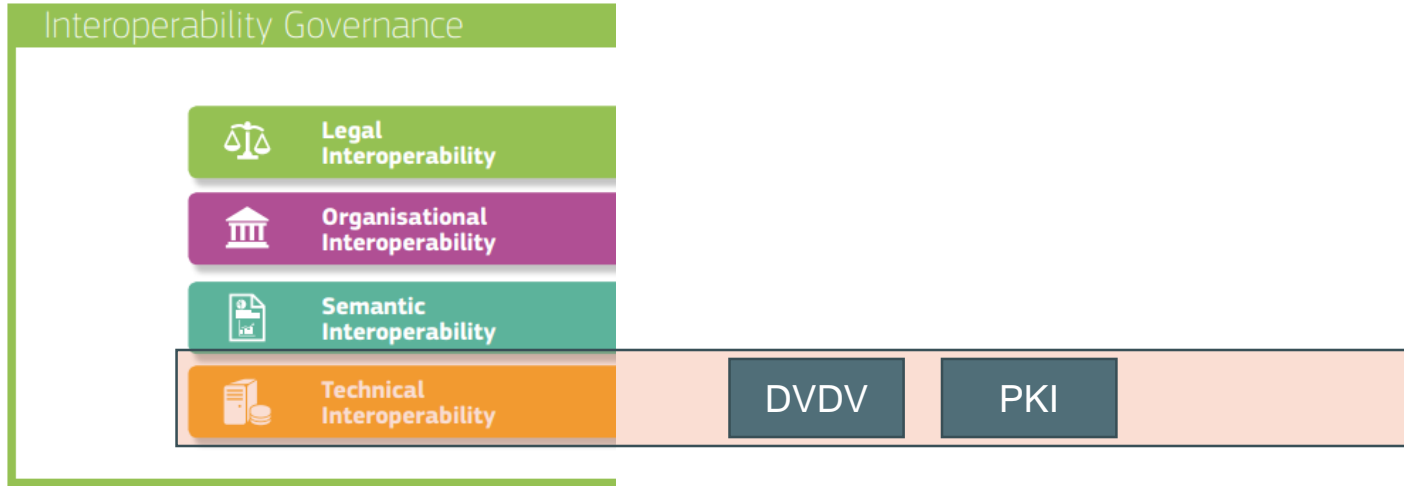 Interoperability Governance
Legal
Interoperability
Organisational
Interoperability
Semantic
Interoperability
Technical
Interoperability
DVDV
PKI